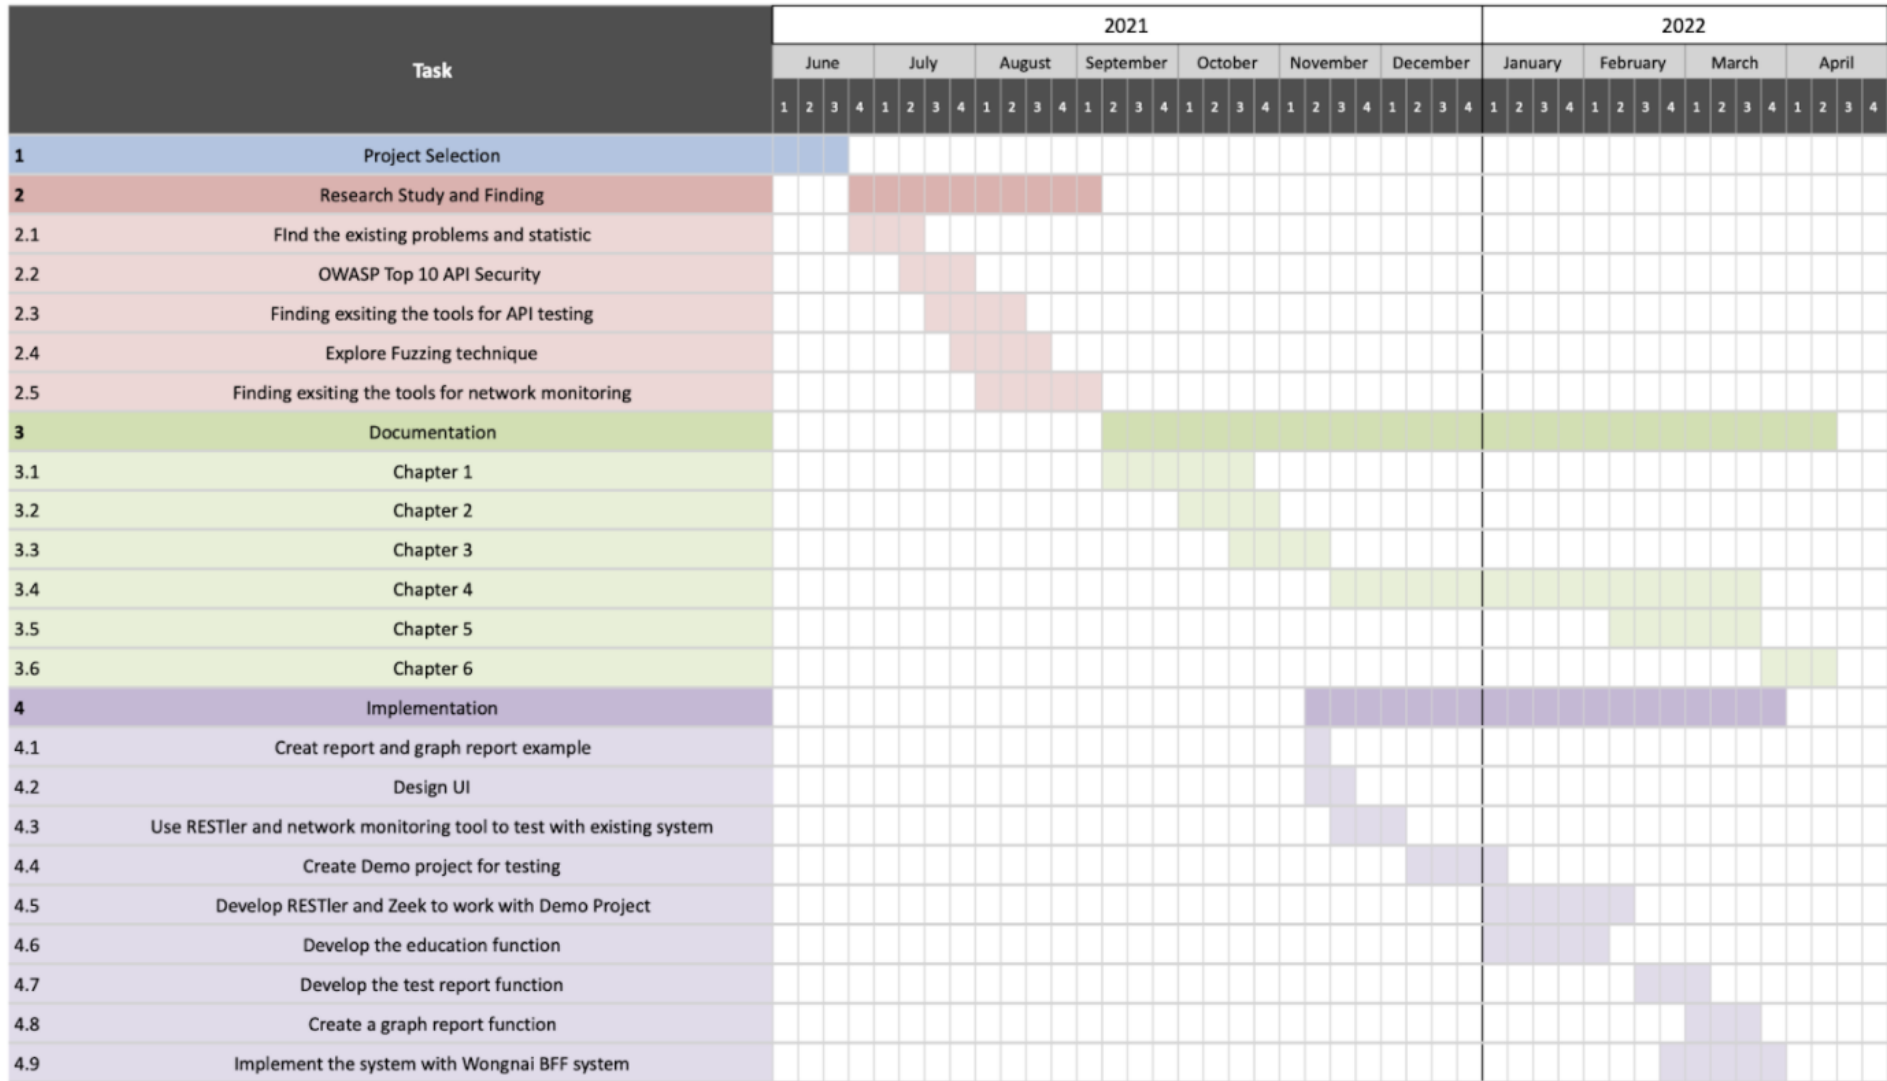 2021 2022
Task
June July August September October November December January February March April
1 2 3 4 1 2 3 4 1 2 3 4 1 2 3 4 1 2 3 4 1 2 3 4 1 2 3 4 1 2 3 4 1 2 3 4 1 2 3 4 1 2 3 4
1 Project Selection
2 Research Study and Finding
2.1 FInd the existing problems and statistic
2.2 OWASP Top 10 API Security
2.3 Finding exsiting the tools for API testing
2.4 Explore Fuzzing technique
2.5 Finding exsiting the tools for network monitoring
3 Documentation
3.1 Chapter 1
3.2 Chapter 2
3.3 Chapter 3
3.4 Chapter 4
3.5 Chapter 5
3.6 Chapter 6
4 Implementation
4.1 Creat report and graph report example
4.2 Design UI
4.3 Use RESTler and network monitoring tool to test with existing system
4.4 Create Demo project for testing
4.5 Develop RESTler and Zeek to work with Demo Project
4.6 Develop the education function
4.7 Develop the test report function
4.8 Create a graph report function
4.9 Implement the system with Wongnai BFF system